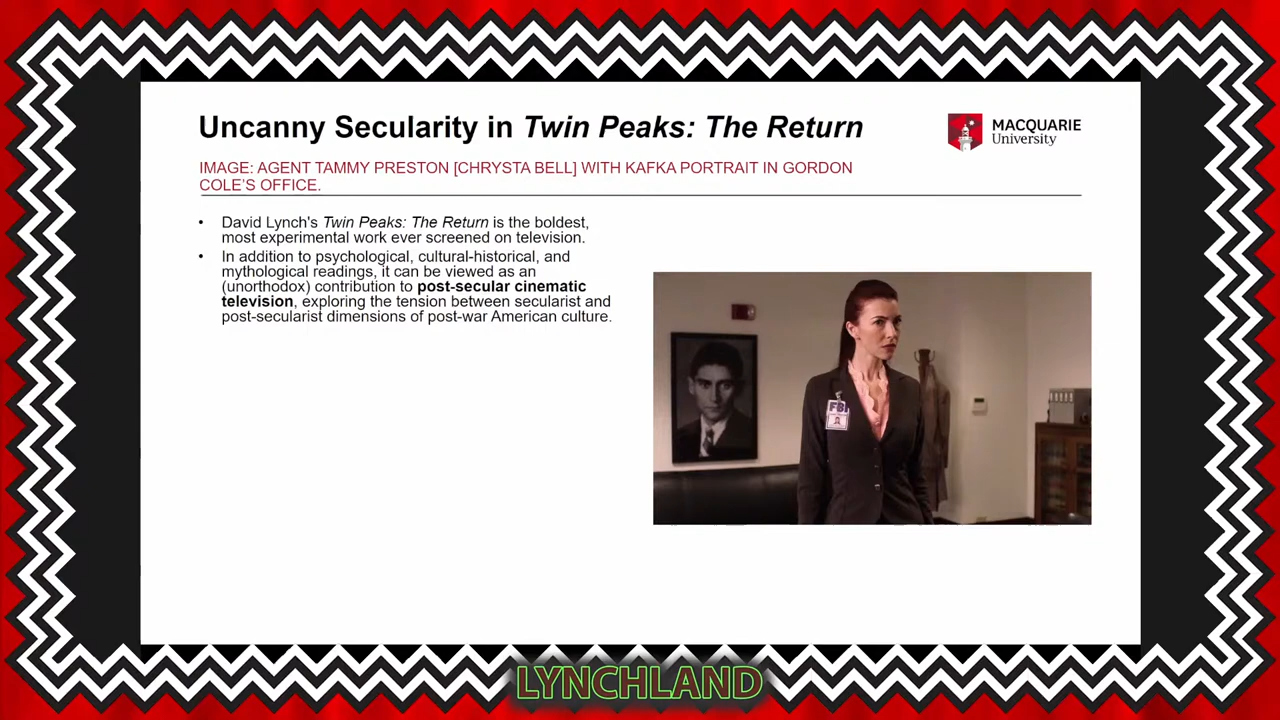 Uncanny Secularity in Twin Peaks: The Return
MACQUARIE
University
IMAGE: AGENT TAMMY PRESTON [CHRYSTA BELL] WITH KAFKA PORTRAIT IN GORDON
COLE'S OFFICE.
• David Lynch's Twin Peaks: The Return is the boldest,
most experimental work ever screened on television.
• In addition to psychological, cultural-historical, and
mythological readings, it can be viewed as an
(unorthodox) contribution to post-secular cinematic
television, exploring the tension between secularist and
post-secularist dimensions of post-war American culture.
FBI
LYNCHLAND